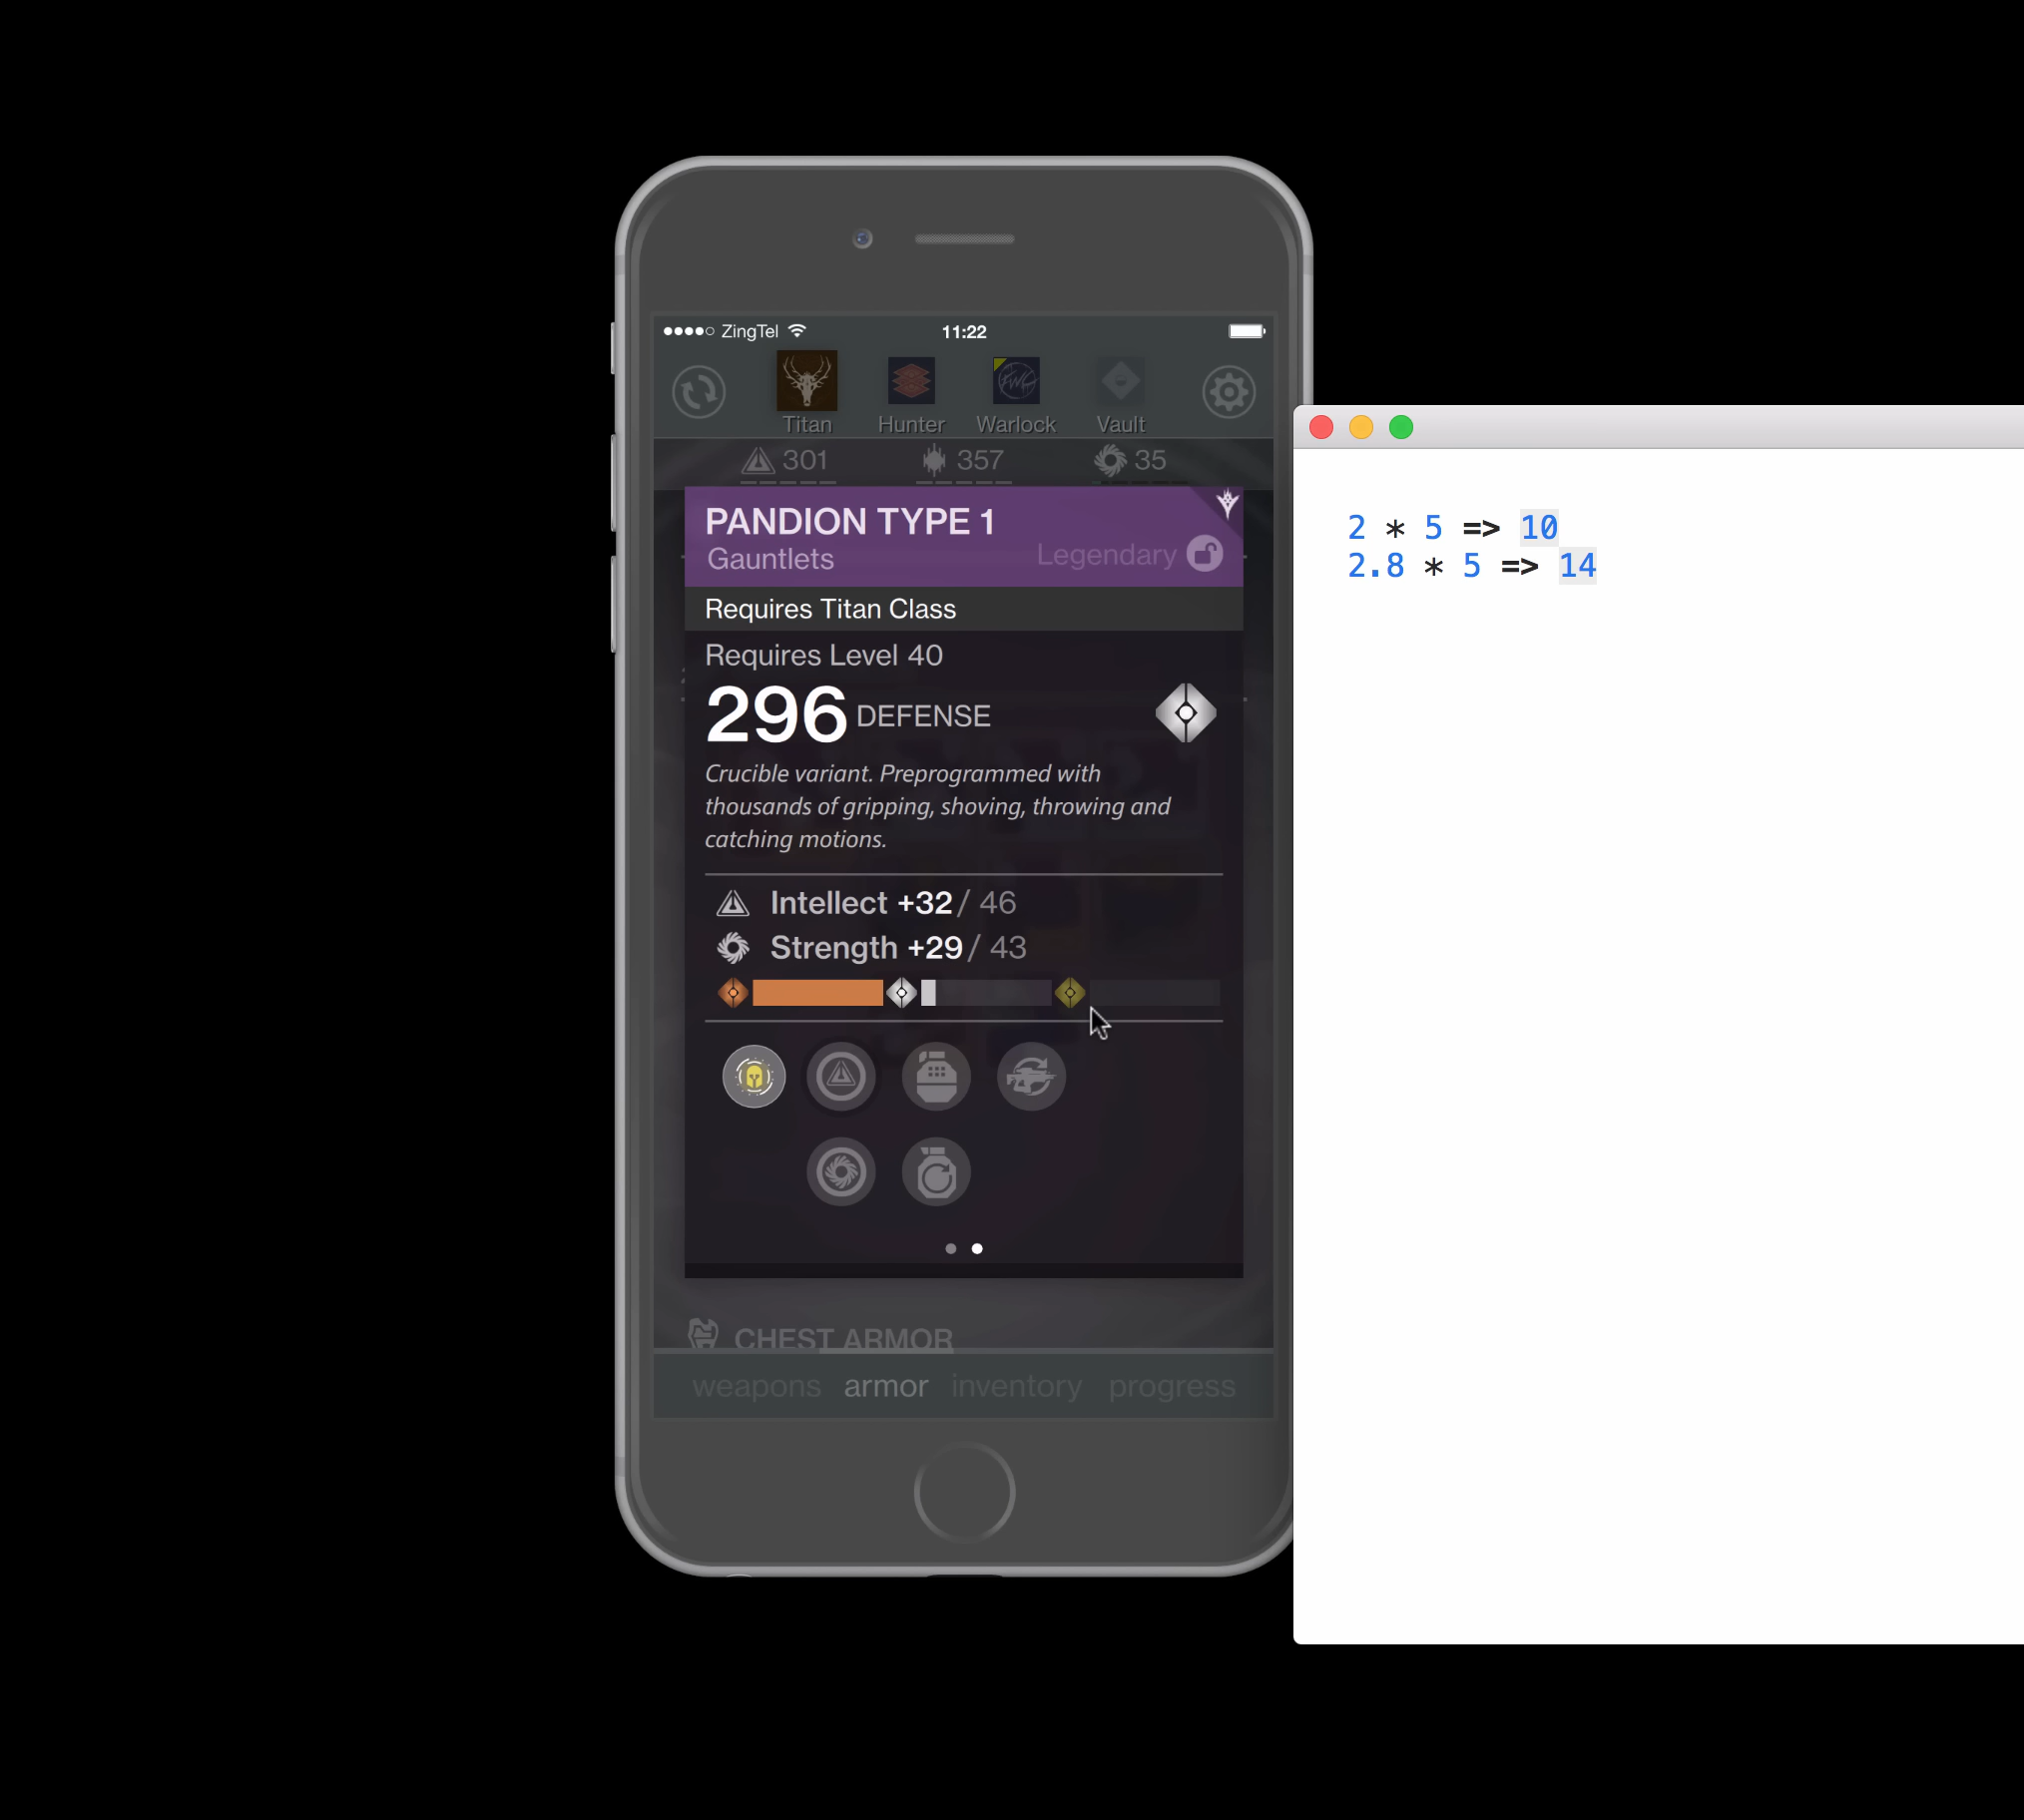 ZingTel
11:22
Titan
Hunter
Warlock
Vault
301
357
35
PANDION TYPE 1
Gauntlets
Legendary
Requires Titan Class
Requires Level 40
296 DEFENSE
Crucible variant. Preprogrammed with
thousands of gripping, shoving, throwing and
catching motions.
Intellect +32 / 46
Strength +29 / 43
CHEST ARMOR
weapons armor inventory progress
2 * 5 => 10
2.8 * 5 => 14